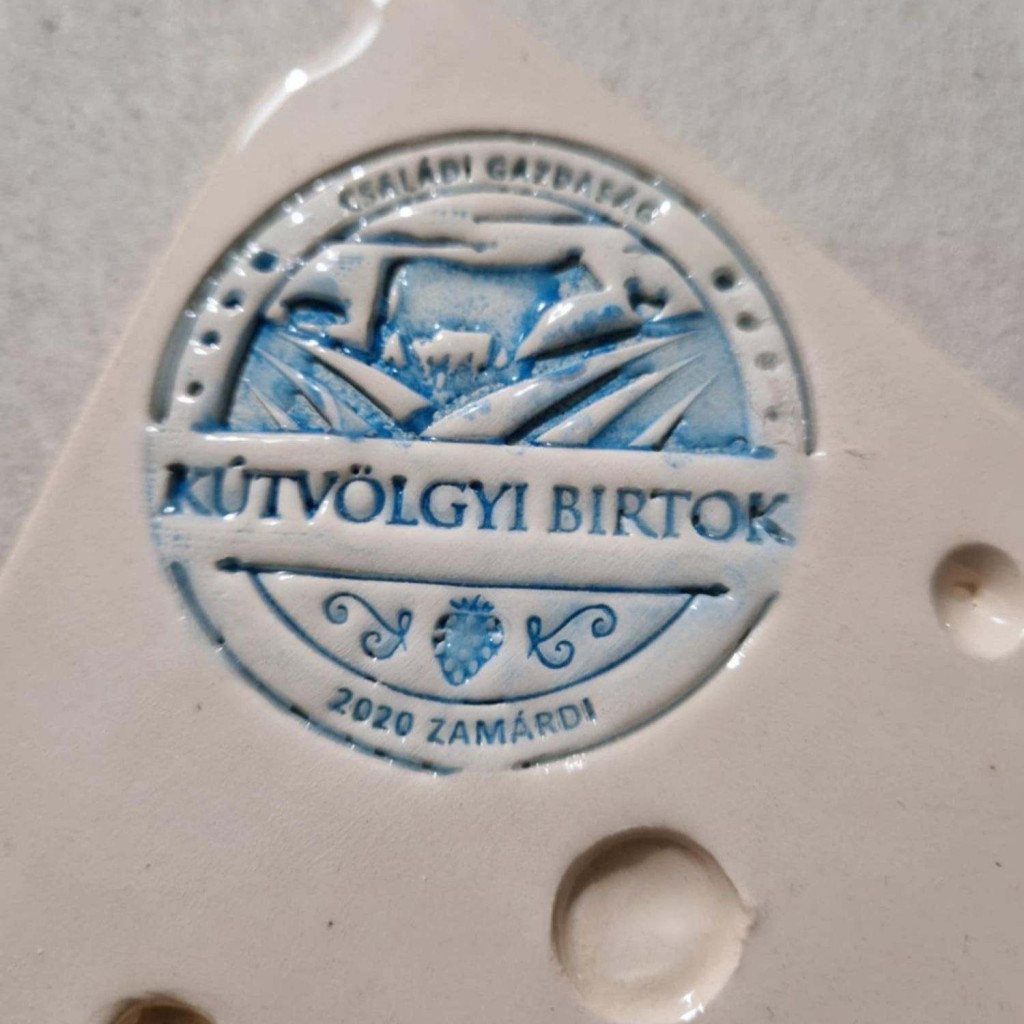 CSALÁDI GAZDASÁG
KÚTVÖLGYI BIRTOK
2020 ZAMÁRDI